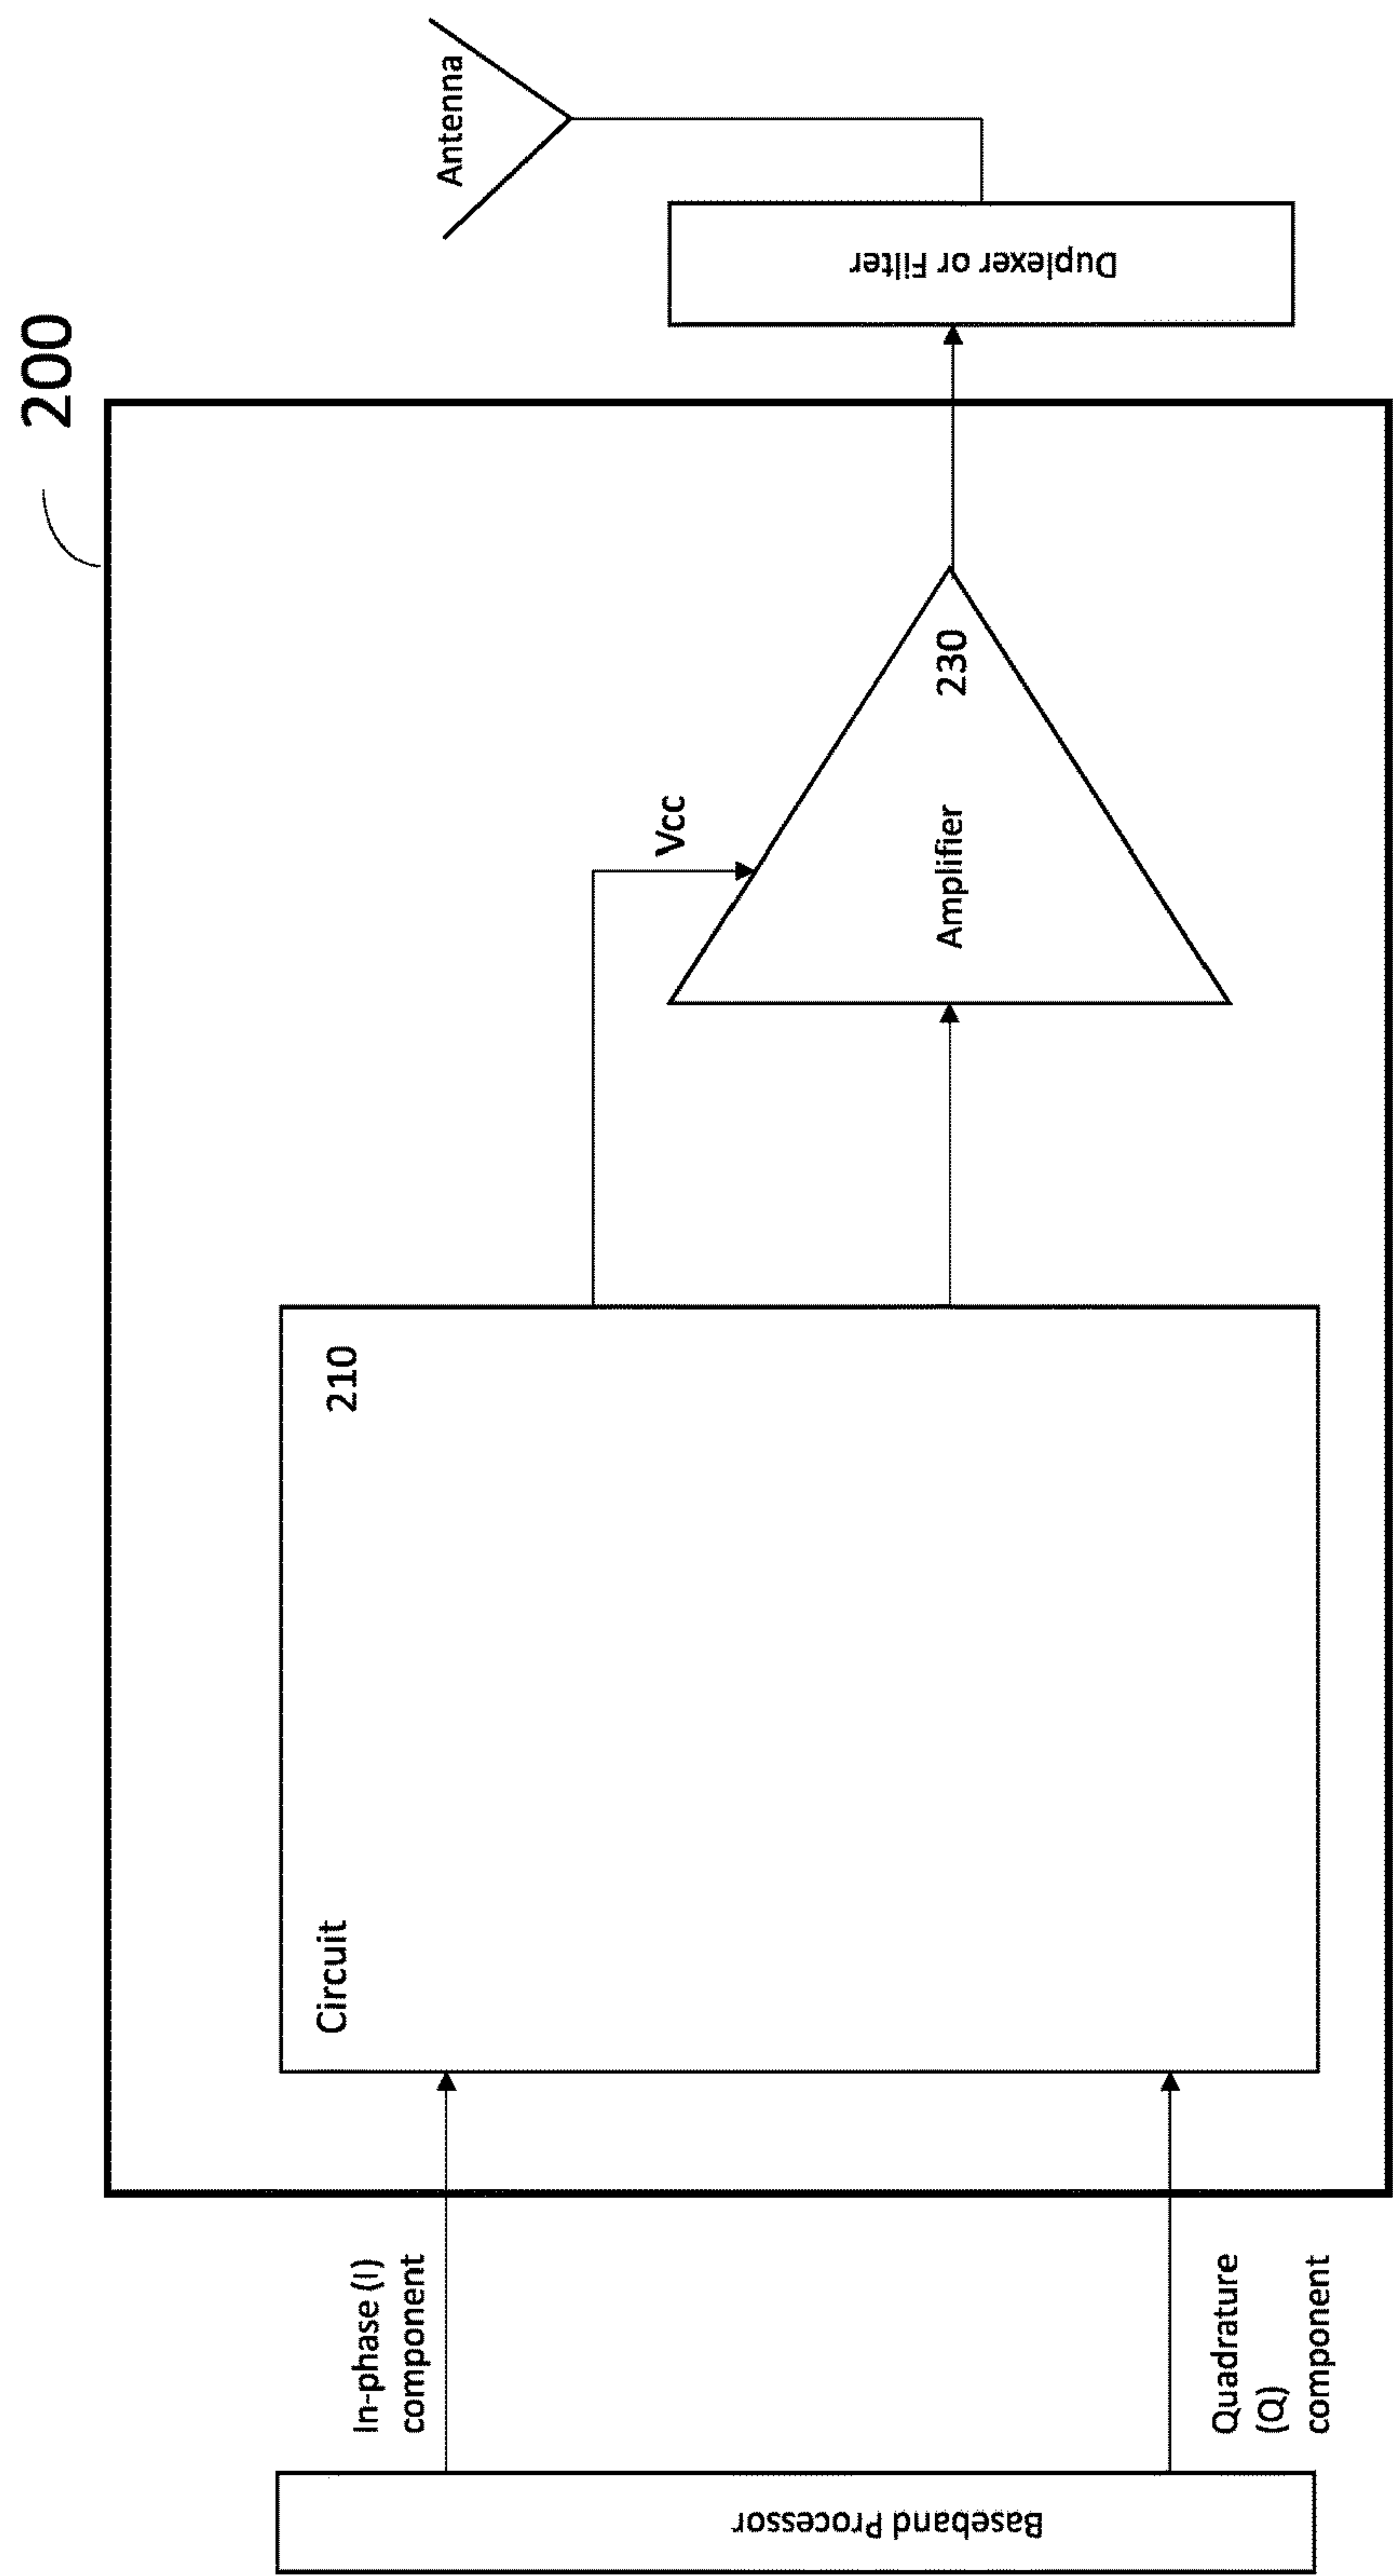 200
Antenna
Duplexer or Filter
Vcc
Amplifier
230
Circuit
210
In-phase (I)
component
Quadrature
(Q)
component
Baseband Processor